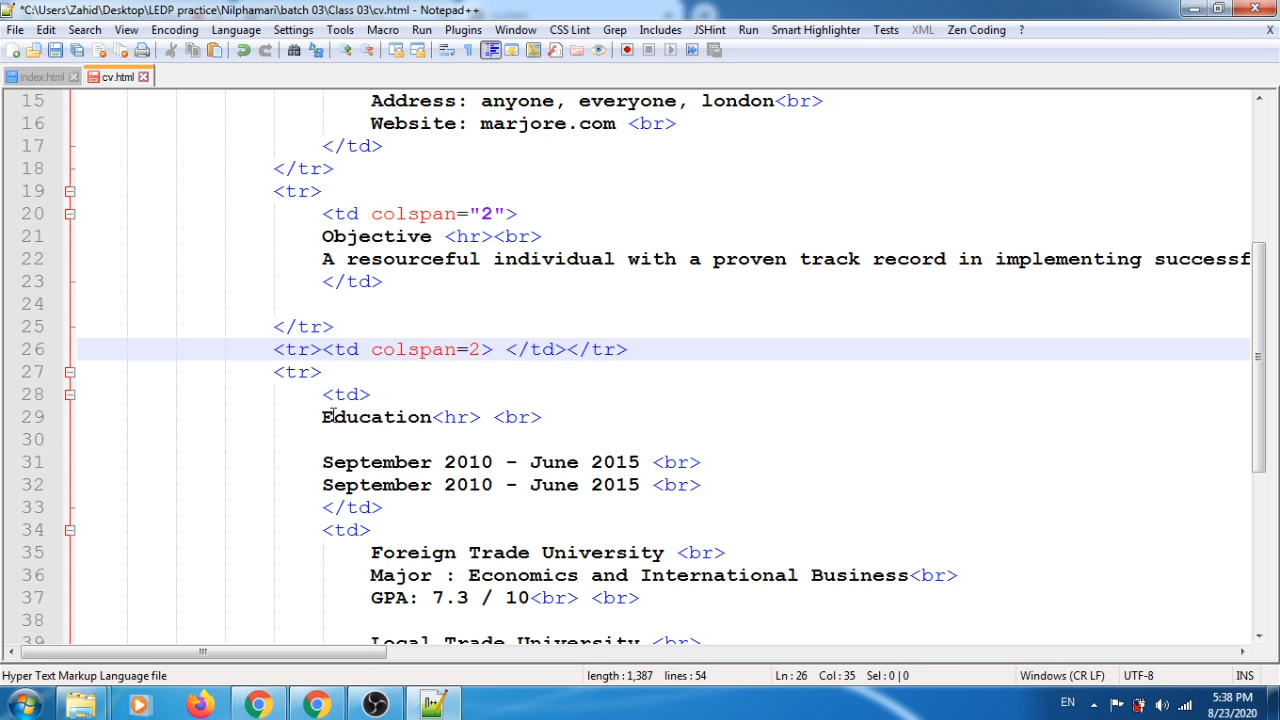 *C:\Users\Zahid\Desktop\LEDP practice\Nilphamari\batch 03\Class 03\cv.html - Notepad++
File Edit Search View Encoding Language Settings Tools Macro Run Plugins Window CSS Lint Grep Includes JSHint Run Smart Highlighter Tests XML Zen Coding ? X
index.html cv.html
15 Address: anyone, everyone, london<br>
16 Website: marjore.com <br>
17 </td>
18 </tr>
19 <tr>
20 <td colspan="2">
21 Objective <hr><br>
22 A resourceful individual with a proven track record in implementing successf
23 </td>
24
25 </tr>
26 <tr><td colspan=2> </td></tr>
27 <tr>
28 <td>
29 Education<hr> <br>
30
31 September 2010 - June 2015 <br>
32 September 2010 - June 2015 <br>
33 </td>
34 <td>
35 Foreign Trade University <br>
36 Major : Economics and International Business<br>
37 GPA: 7.3 / 10<br> <br>
38
39 Local Trade University <br>
Hyper Text Markup Language file length : 1,387 lines : 54 Ln : 26 Col : 35 Sel : 0 | 0 Windows (CR LF) UTF-8 INS
EN 5:38 PM
8/23/2020